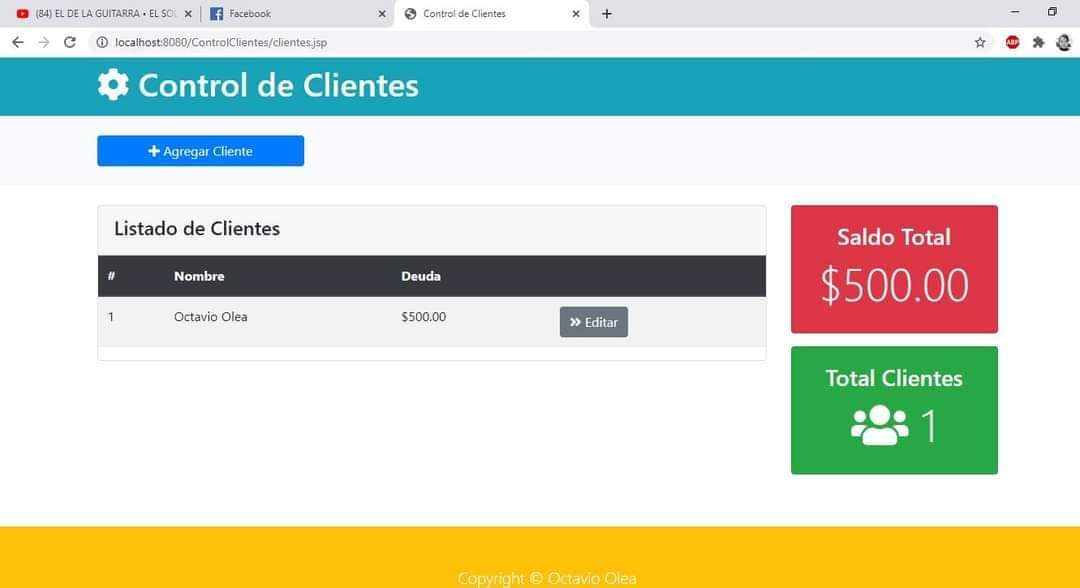 (84) EL DE LA GUITARRA • EL SOL
Facebook
Control de Clientes
localhost:8080/ControlClientes/clientes.jsp
ABP
Control de Clientes
Agregar Cliente
Listado de Clientes
# Nombre Deuda
1 Octavio Olea $500.00 Editar
Saldo Total
$500.00
Total Clientes
1
Copyright © Octavio Olea